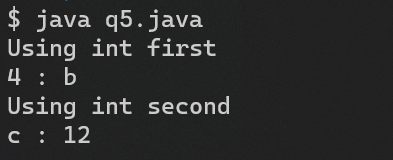 $ java q5.java
Using int first
4 : b
Using int second
c : 12